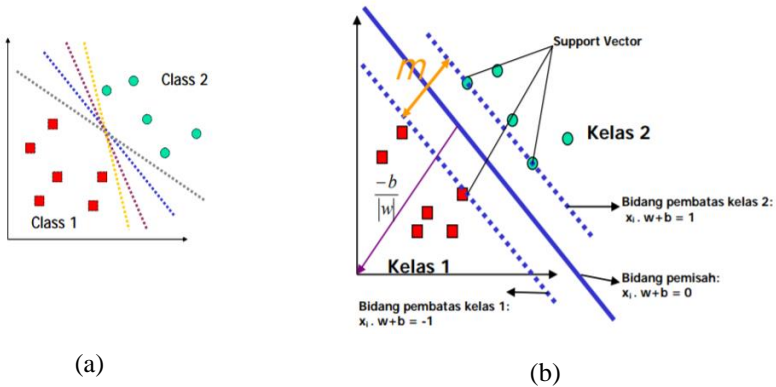 Class 2
Class 1
(a)
Support Vector
m
Kelas 2
-b
|w|
Bidang pembatas kelas 2:
xᵢ . w+b = 1
Kelas 1
Bidang pemisah:
xᵢ . w+b = 0
Bidang pembatas kelas 1:
xᵢ . w+b = -1
(b)